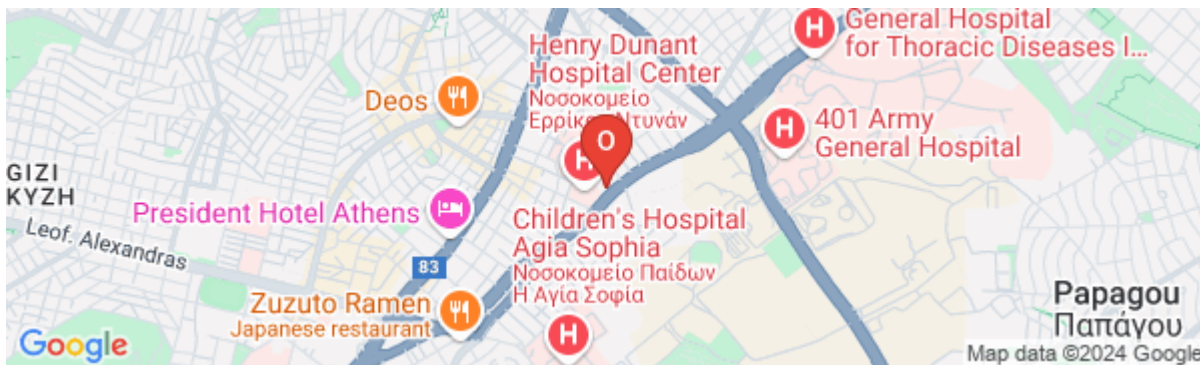 General Hospital
for Thoracic Diseases I...
Henry Dunant
Hospital Center
Νοσοκομείο
Ντυνάν
O
Deos
401 Army
General Hospital
GIZI
ΚΥΖΗ
President Hotel Athens
Leof. Alexandras
Children's Hospital
Agia Sophia
Νοσοκομείο Παίδων
Η Αγία Σοφία
83
Zuzuto Ramen
Japanese restaurant
Papagou
Παπάγου
Google
Map data ©2024 Google